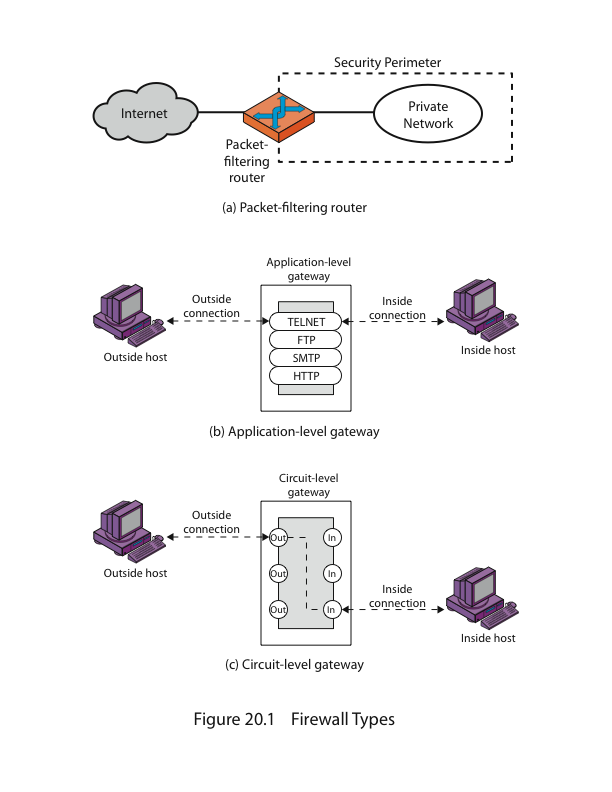 Security Perimeter
Internet
Private
Network
Packet-
filtering
router
(a) Packet-filtering router
Application-level
gateway
Outside
connection
Inside
connection
TELNET
FTP
SMTP
HTTP
Outside host
Inside host
(b) Application-level gateway
Circuit-level
gateway
Outside
connection
Out
In
Out
In
Out
In
Outside host
Inside
connection
Inside host
(c) Circuit-level gateway
Figure 20.1 Firewall Types